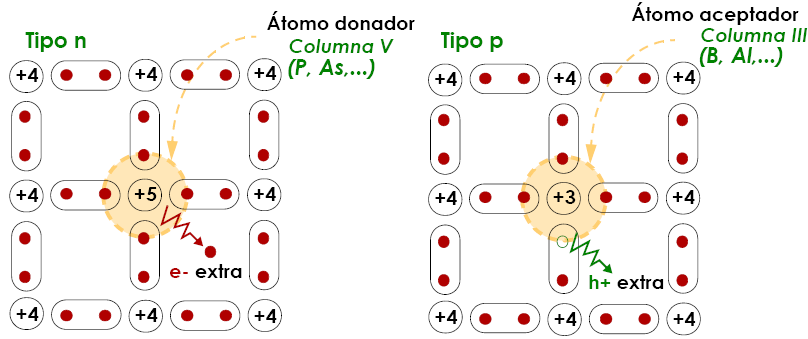 Tipo n
Átomo donador
Columna V
(P, As,...)
+4 +4 +4
+4 +5 +4
e- extra
+4 +4 +4
Tipo p
Átomo aceptador
Columna III
(B, Al,...)
+4 +4 +4
+4 +3 +4
h+ extra
+4 +4 +4